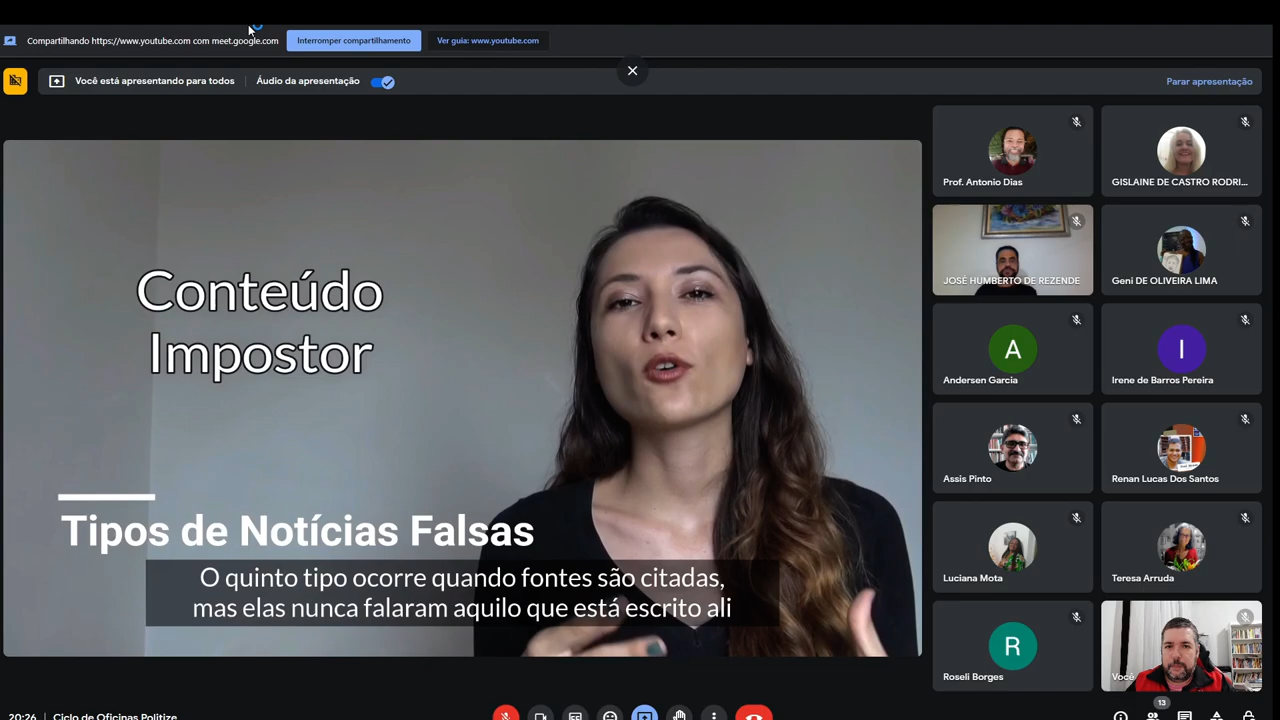 Compartilhando https://www.youtube.com com meet.google.com
Interromper compartilhamento
Ver guia: www.youtube.com
Você está apresentando para todos
Áudio da apresentação
Parar apresentação
Conteúdo
Impostor
Tipos de Notícias Falsas
O quinto tipo ocorre quando fontes são citadas,
mas elas nunca falaram aquilo que está escrito ali
Prof. Antonio Dias
GISLAINE DE CASTRO RODRI...
JOSÉ HUMBERTO DE REZENDE
Geni DE OLIVEIRA LIMA
A
Andersen Garcia
I
Irene de Barros Pereira
Assis Pinto
Renan Lucas Dos Santos
Luciana Mota
Teresa Arruda
R
Roseli Borges
Você
20:26
Ciclo de Oficinas Politize
13